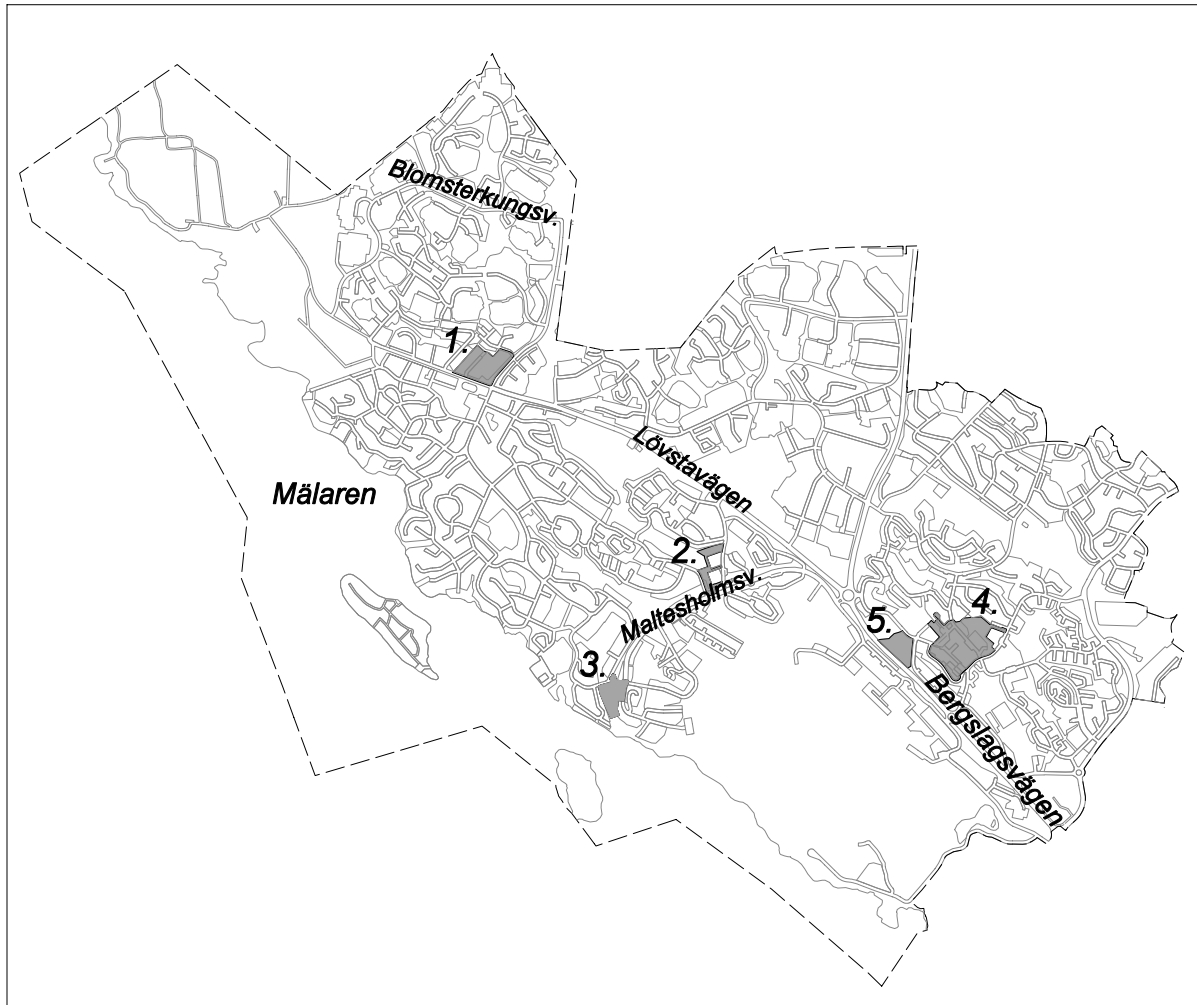 Blomsterkungsv.
1.
Lövstavägen
Mälaren
2.
Maltesholmsv.
4.
5.
3.
Bergslagsvägen